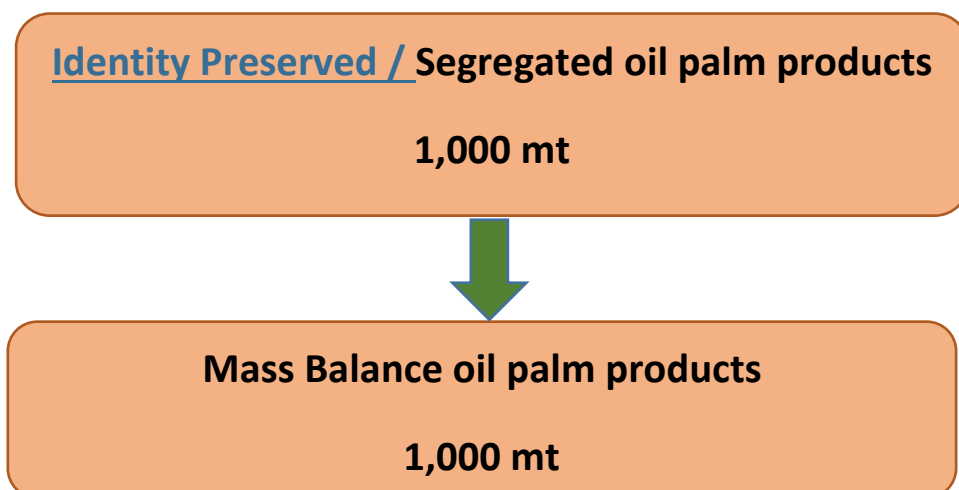 Identity Preserved / Segregated oil palm products
1,000 mt
Mass Balance oil palm products
1,000 mt